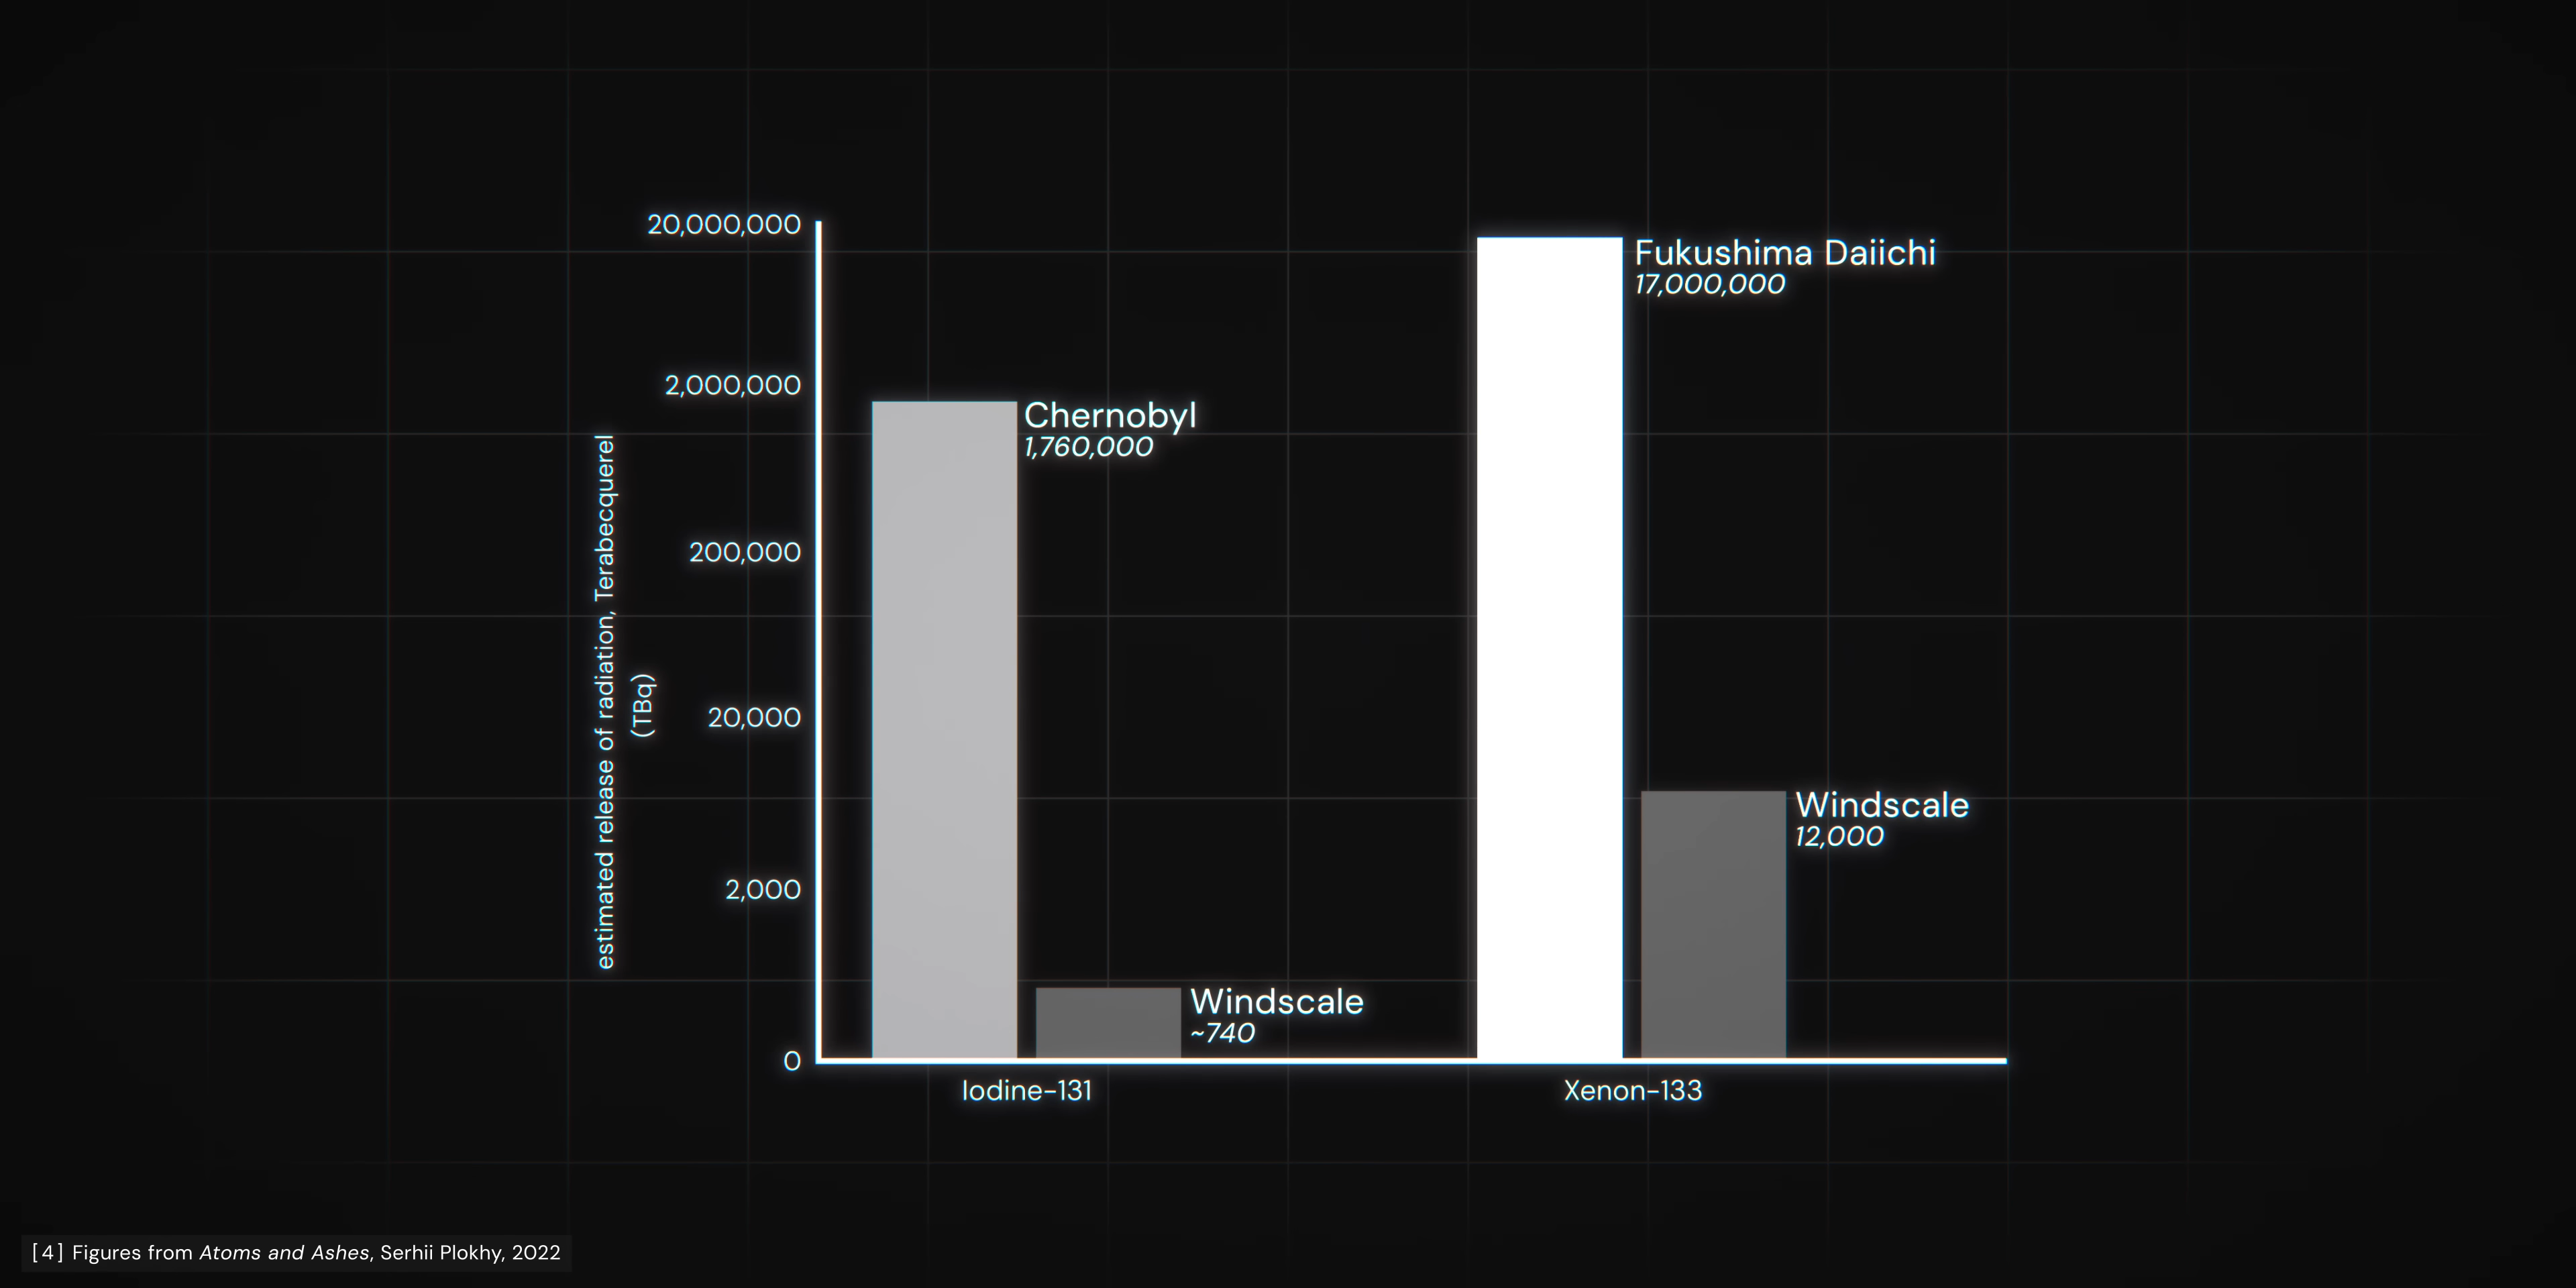 20,000,000
2,000,000
200,000
20,000
2,000
0
estimated release of radiation, Terabecquerel
(TBq)
Chernobyl
1,760,000
Windscale
~740
Fukushima Daiichi
17,000,000
Windscale
12,000
Iodine-131
Xenon-133
[4] Figures from Atoms and Ashes, Serhii Plokhy, 2022